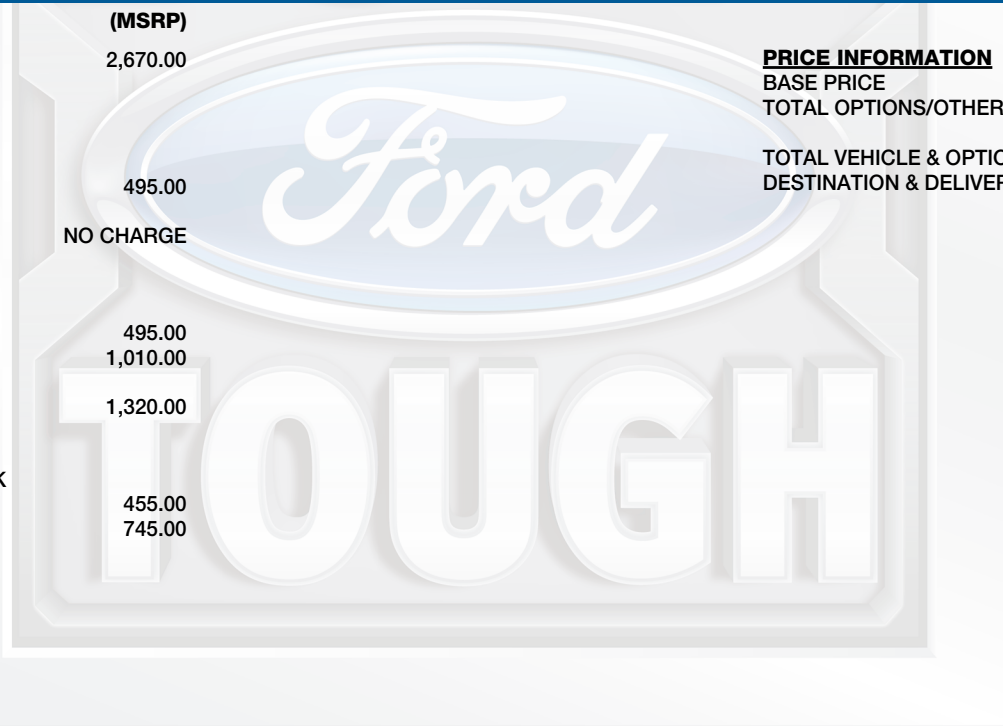 (MSRP)
2,670.00
495.00
NO CHARGE
495.00
1,010.00
1,320.00
K
455.00
745.00
PRICE INFORMATION
BASE PRICE
TOTAL OPTIONS/OTHER
TOTAL VEHICLE & OPTIO
DESTINATION & DELIVER
Ford
TOUGH